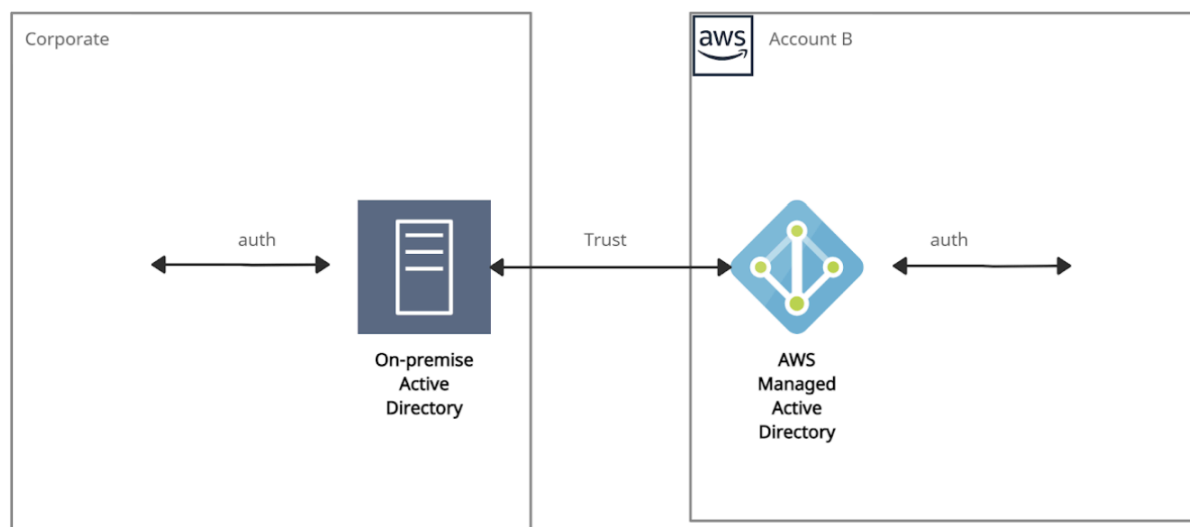 Corporate
aws
Account B
auth
Trust
auth
On-premise
Active
Directory
AWS
Managed
Active
Directory